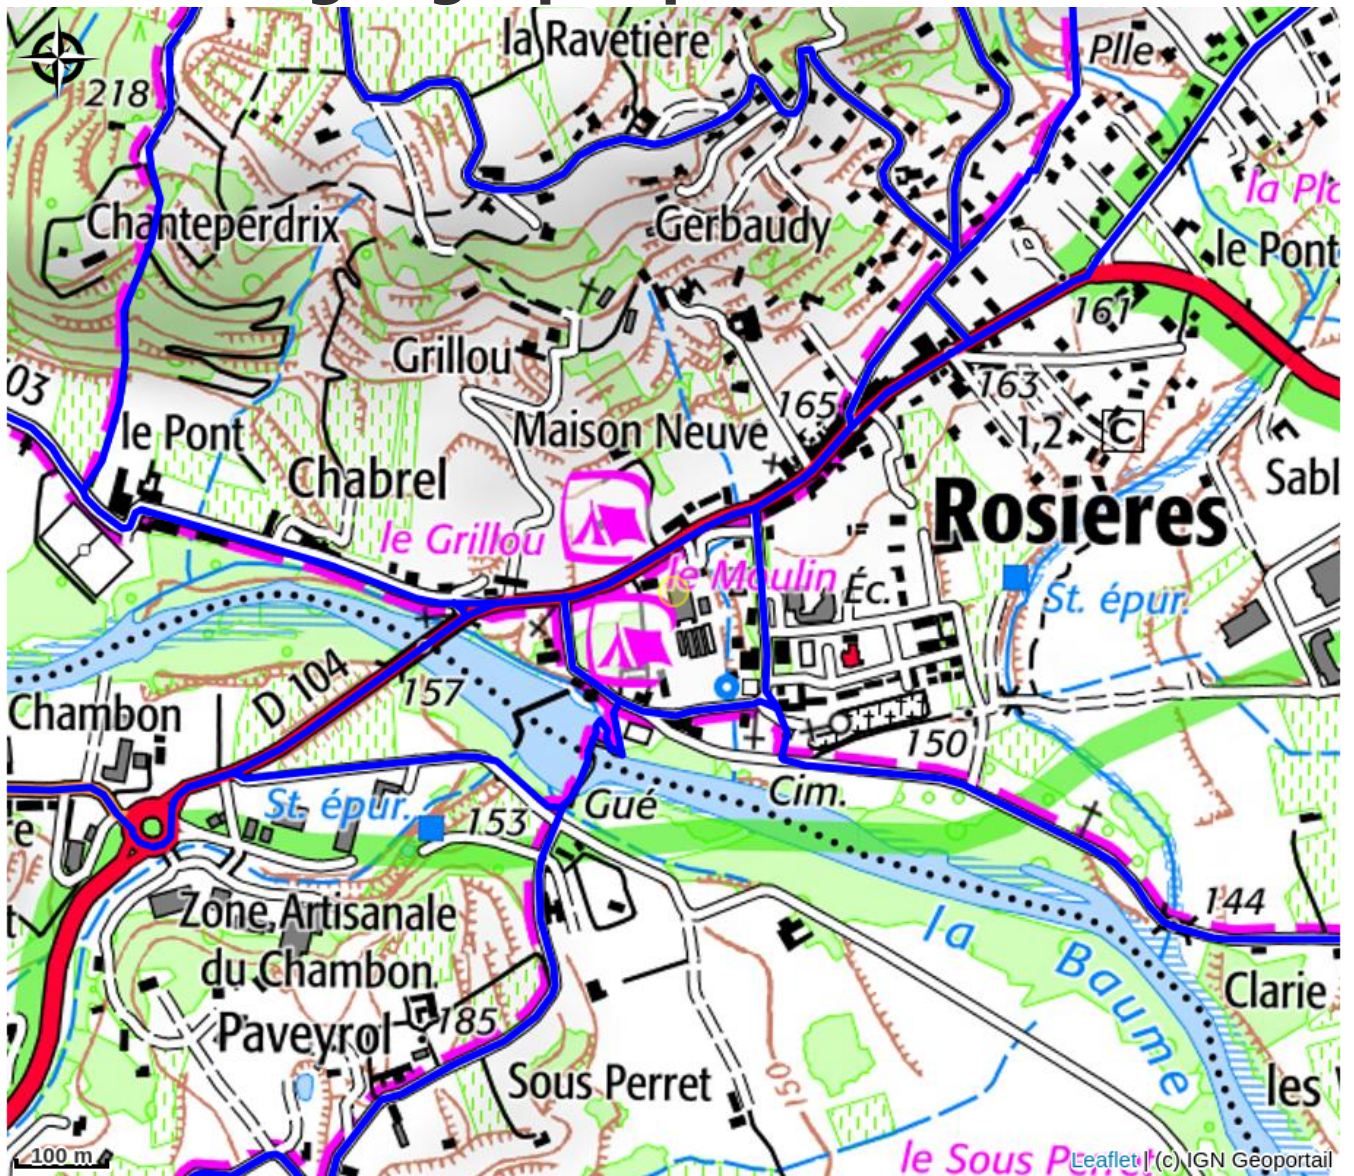 la Ravetière
Plle
218
la Pla
Chanteperdrix
Gerbaudy
le Pont
161
Grillou
03
163
165
le Pont
Maison Neuve
1,2
C
Chabrel
Sabl
Rosières
le Grillou
le Moulin
Éc.
St. épur.
D 104
157
Chambon
150
Cim.
St. épur.
153
Gué
e
144
Zone Artisanale
du Chambon
t
la Baume
Clarie
Paveyrol
185
Sous Perret
150
les
100 m
le Sous Perret
Leaflet | (c) IGN Geoportail